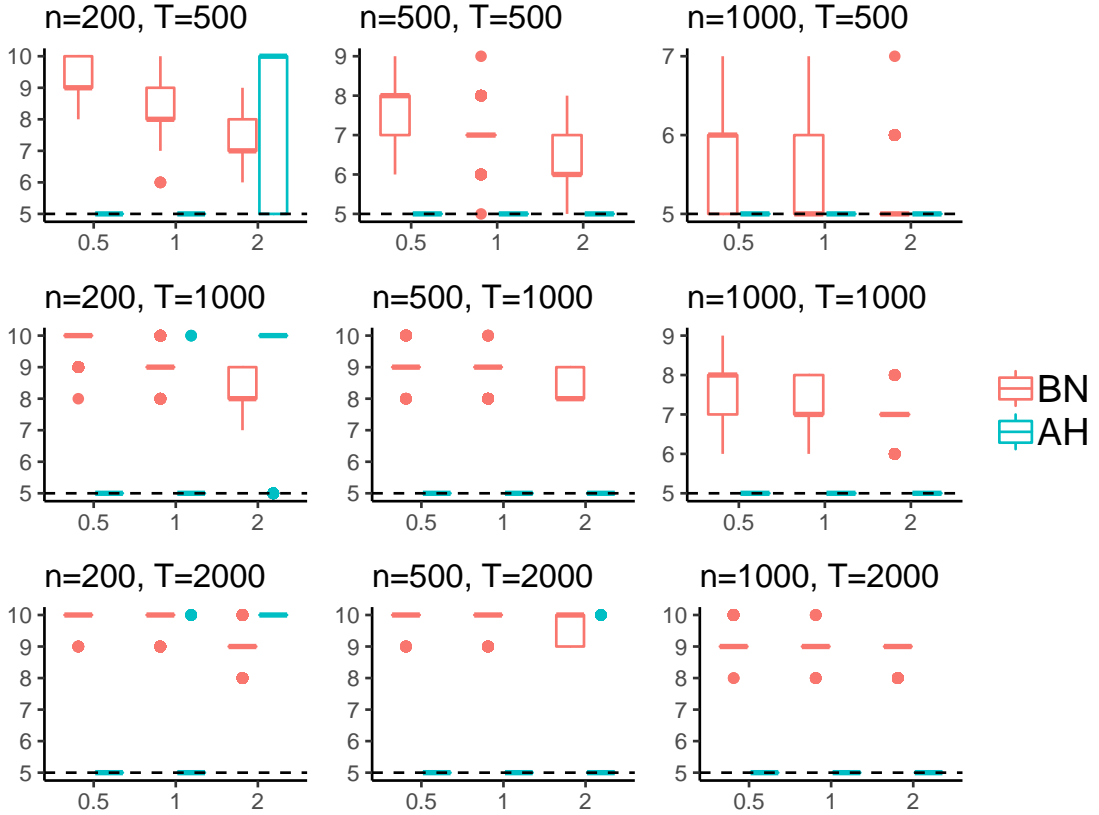 n=200, T=500
10
9
8
7
6
5
0.5 1 2
n=500, T=500
9
8
7
6
5
0.5 1 2
n=1000, T=500
7
6
5
0.5 1 2
n=200, T=1000
10
9
8
7
6
5
0.5 1 2
n=500, T=1000
10
9
8
7
6
5
0.5 1 2
n=1000, T=1000
9
8
7
6
5
0.5 1 2
BN
AH
n=200, T=2000
10
9
8
7
6
5
0.5 1 2
n=500, T=2000
10
9
8
7
6
5
0.5 1 2
n=1000, T=2000
10
9
8
7
6
5
0.5 1 2